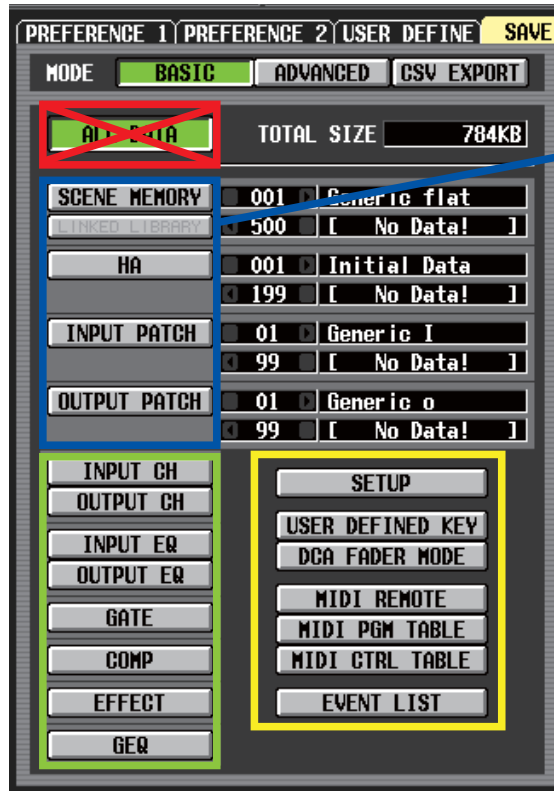 PREFERENCE 1 PREFERENCE 2 USER DEFINE SAVE
MODE BASIC ADVANCED CSV EXPORT
ALL DATA TOTAL SIZE 784KB
SCENE MEMORY 001 Generic flat
LINKED LIBRARY 500 [ No Data! ]
HA 001 Initial Data
199 [ No Data! ]
INPUT PATCH 01 Generic I
99 [ No Data! ]
OUTPUT PATCH 01 Generic o
99 [ No Data! ]
INPUT CH
OUTPUT CH
INPUT EQ
OUTPUT EQ
GATE
COMP
EFFECT
GEQ
SETUP
USER DEFINED KEY
DCA FADER MODE
MIDI REMOTE
MIDI PGM TABLE
MIDI CTRL TABLE
EVENT LIST